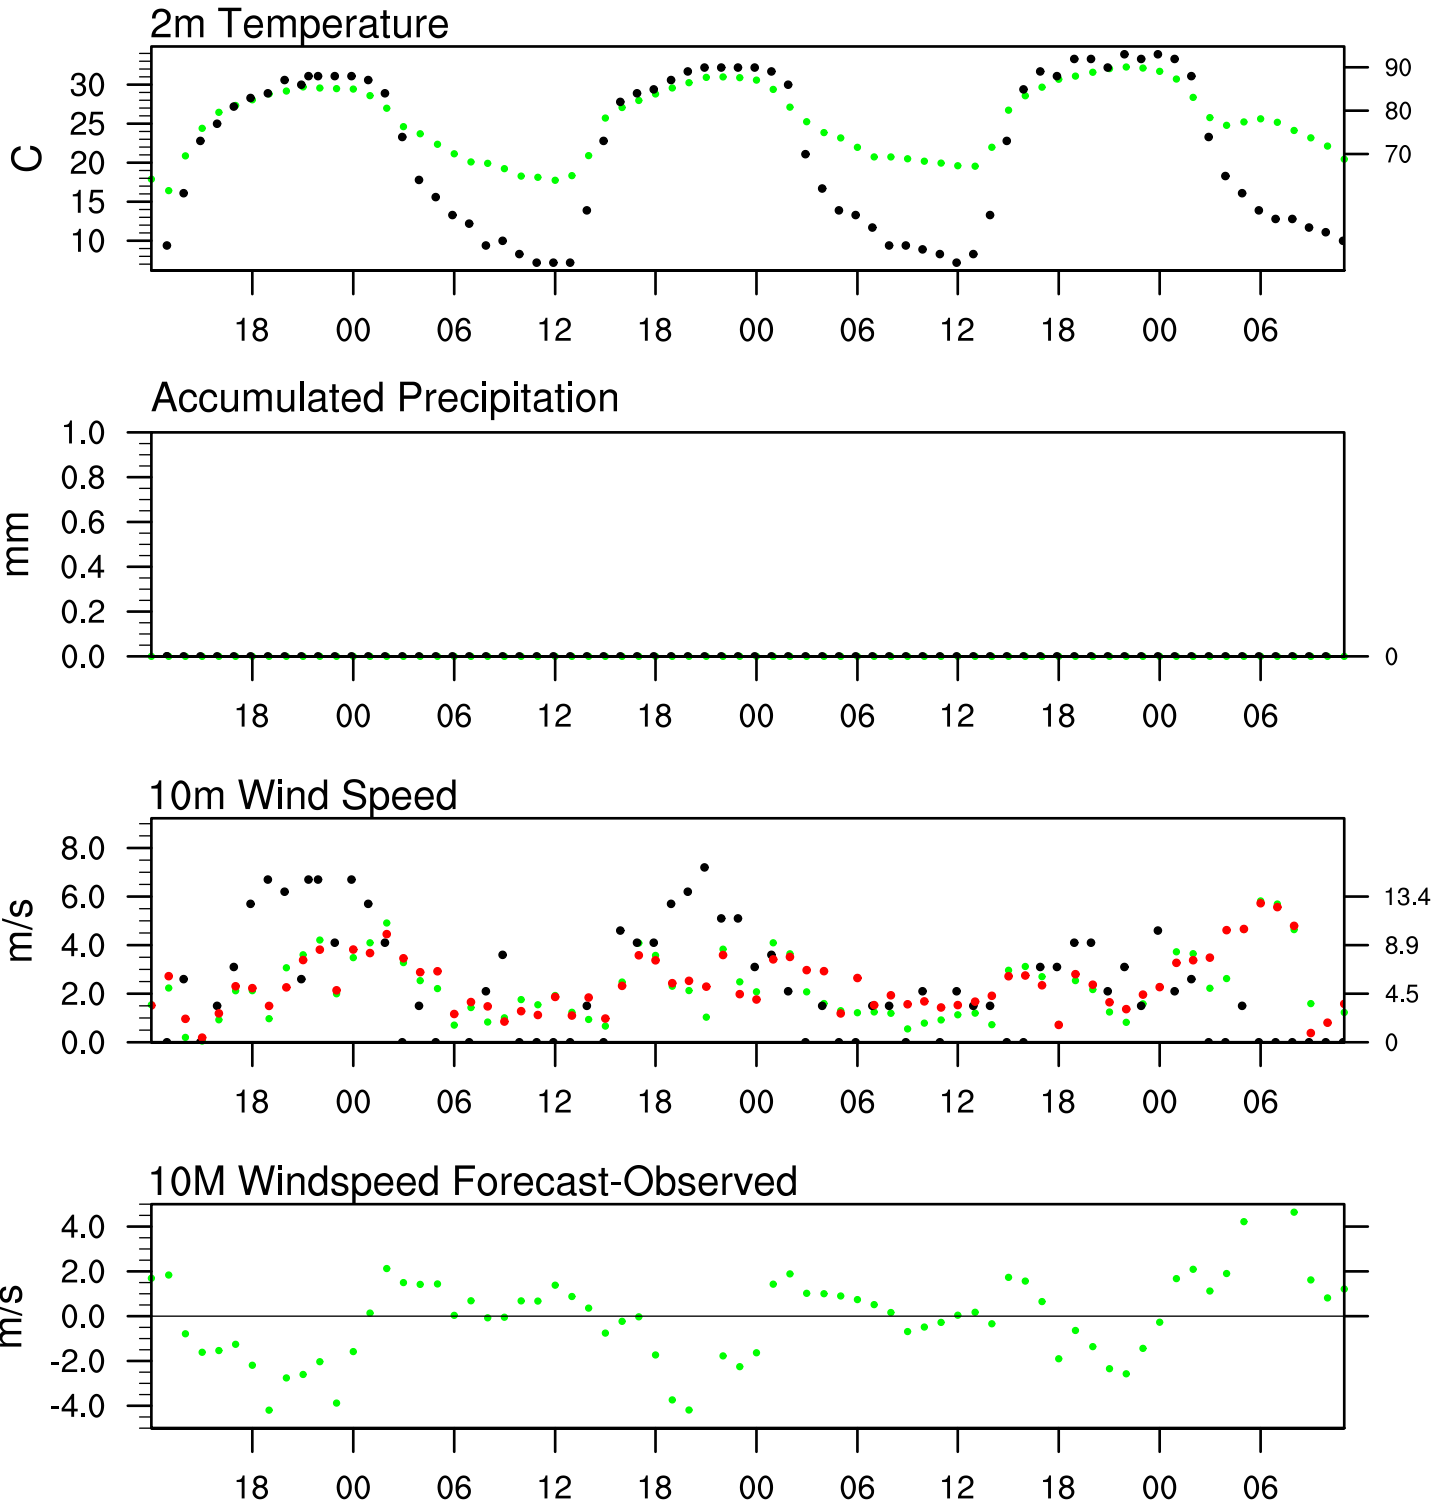 2m Temperature
C
30
25
20
15
10
90
80
70
18 00 06 12 18 00 06 12 18 00 06
Accumulated Precipitation
mm
1.0
0.8
0.6
0.4
0.2
0.0
0
18 00 06 12 18 00 06 12 18 00 06
10m Wind Speed
m/s
8.0
6.0
4.0
2.0
0.0
13.4
8.9
4.5
0
18 00 06 12 18 00 06 12 18 00 06
10M Windspeed Forecast-Observed
m/s
4.0
2.0
0.0
-2.0
-4.0
18 00 06 12 18 00 06 12 18 00 06